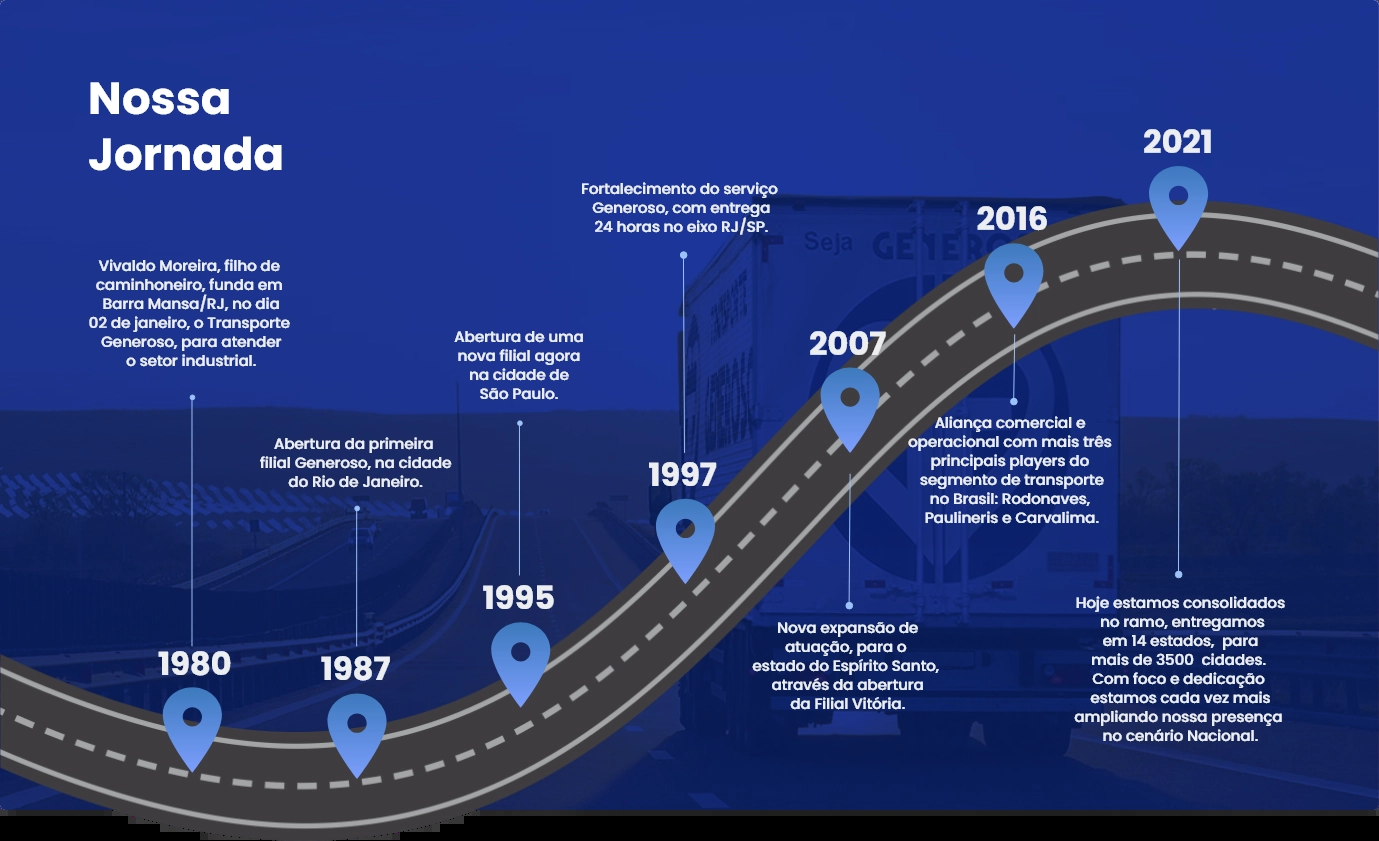 Nossa
Jornada
Vivaldo Moreira, filho de
caminhoneiro, funda em
Barra Mansa/RJ, no dia
02 de janeiro, o Transporte
Generoso, para atender
o setor industrial.
1980
Abertura da primeira
filial Generoso, na cidade
do Rio de Janeiro.
1987
Abertura de uma
nova filial agora
na cidade de
São Paulo.
1995
Fortalecimento do serviço
Generoso, com entrega
24 horas no eixo RJ/SP.
1997
2007
Nova expansão de
atuação, para o
estado do Espírito Santo,
através da abertura
da Filial Vitória.
2016
Aliança comercial e
operacional com mais três
principais players do
segmento de transporte
no Brasil: Rodonaves,
Paulineris e Carvalima.
2021
Hoje estamos consolidados
no ramo, entregamos
em 14 estados,  para
mais de 3500  cidades.
Com foco e dedicação
estamos cada vez mais
ampliando nossa presença
no cenário Nacional.
Seja